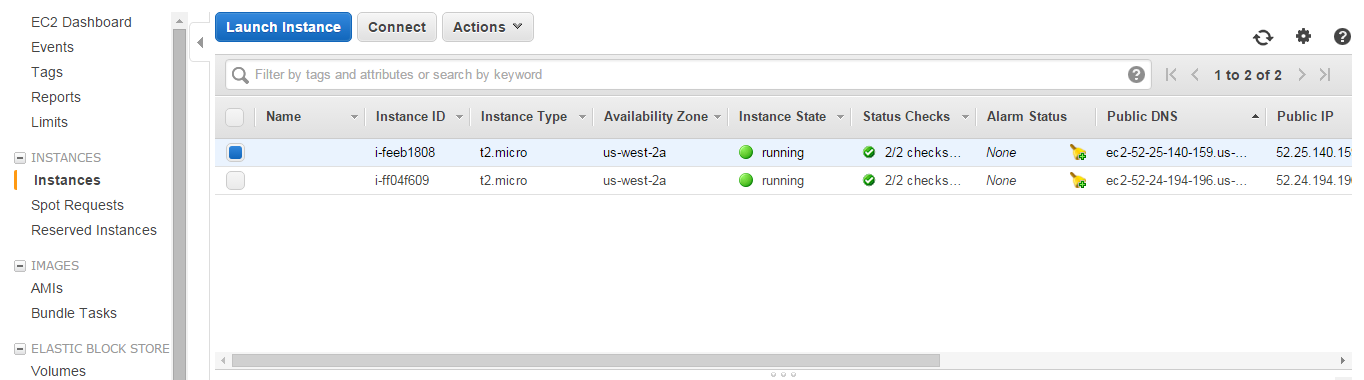 EC2 Dashboard
Events
Tags
Reports
Limits
INSTANCES
Instances
Spot Requests
Reserved Instances
IMAGES
AMIs
Bundle Tasks
ELASTIC BLOCK STORE
Volumes
Launch Instance Connect Actions
Filter by tags and attributes or search by keyword
1 to 2 of 2
Name Instance ID Instance Type Availability Zone Instance State Status Checks Alarm Status Public DNS Public IP
i-feeb1808 t2.micro us-west-2a running 2/2 checks... None ec2-52-25-140-159.us-... 52.25.140.15
i-ff04f609 t2.micro us-west-2a running 2/2 checks... None ec2-52-24-194-196.us-... 52.24.194.19